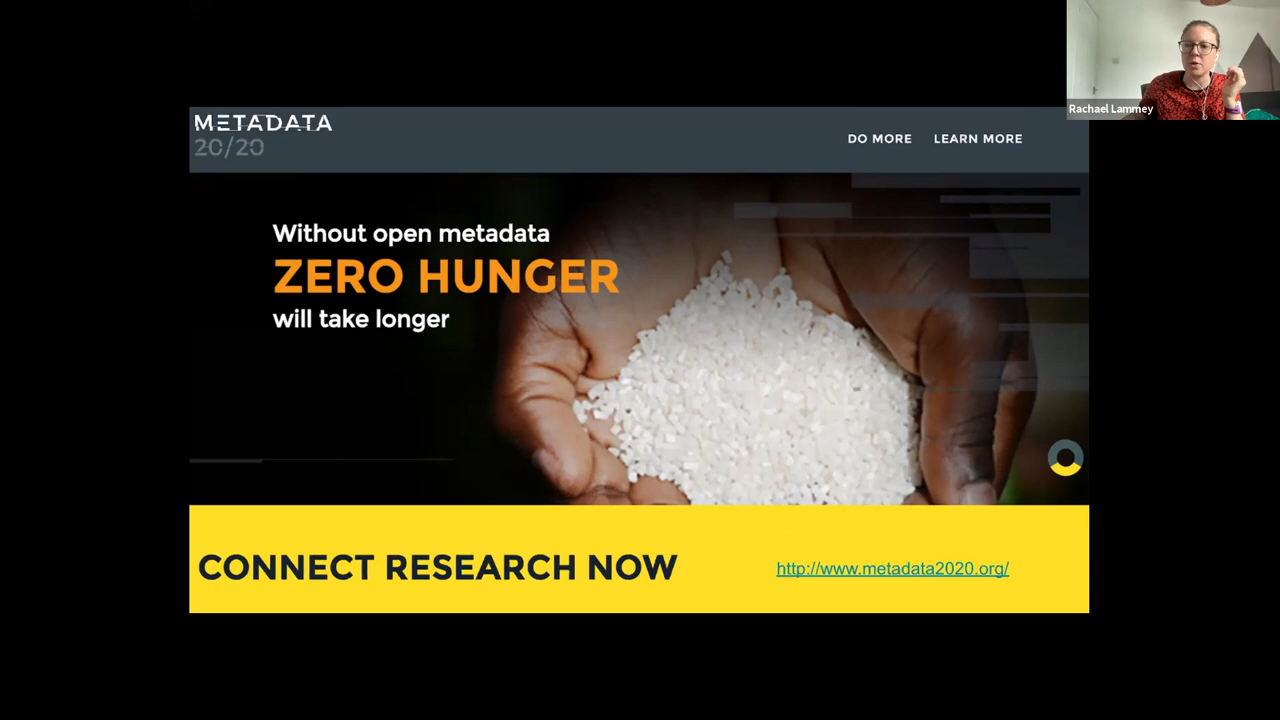 Rachael Lammey
METADATA
20/20
DO MORE LEARN MORE
Without open metadata
ZERO HUNGER
will take longer
CONNECT RESEARCH NOW
http://www.metadata2020.org/